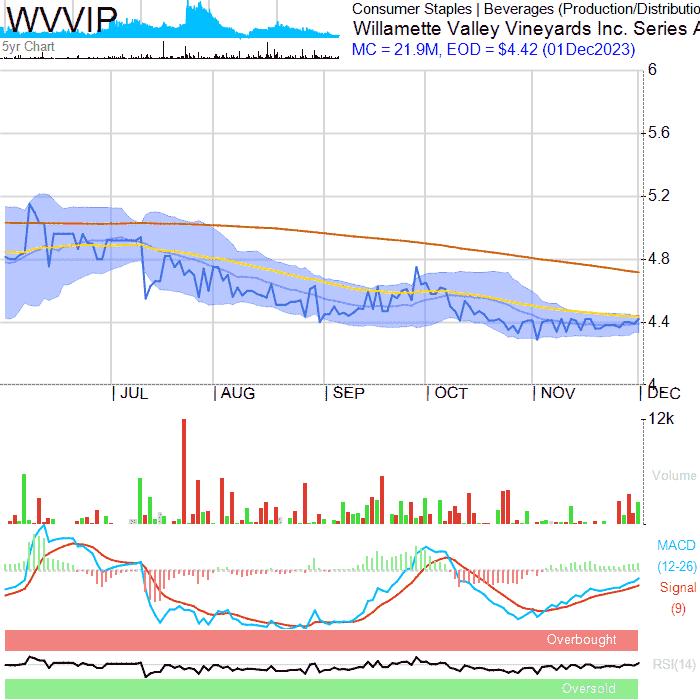 WVVIP
5yr Chart
Consumer Staples | Beverages (Production/Distributio
Willamette Valley Vineyards Inc. Series A
MC = 21.9M, EOD = $4.42 (01Dec2023)
6
5.6
5.2
4.8
4.4
4
JUL AUG SEP OCT NOV DEC
12k
Volume
MACD
(12-26)
Signal
(9)
Overbought
RSI(14)
Oversold